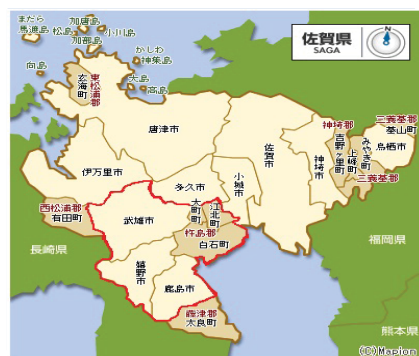 佐賀県
SAGA
まだら
馬渡島
松島
加唐島
加部島
小川島
向島
かしわ
神集島
大島
高島
玄海町
東松浦郡
唐津市
伊万里市
西松浦郡
有田町
多久市
小城市
佐賀市
神埼市
神埼郡
吉野ヶ里町
上峰町
みやき町
三養基郡
基山町
鳥栖市
三養基郡
武雄市
大町町
江北町
杵島郡
白石町
嬉野市
鹿島市
藤津郡
太良町
長崎県
福岡県
熊本県
(C)Mapion